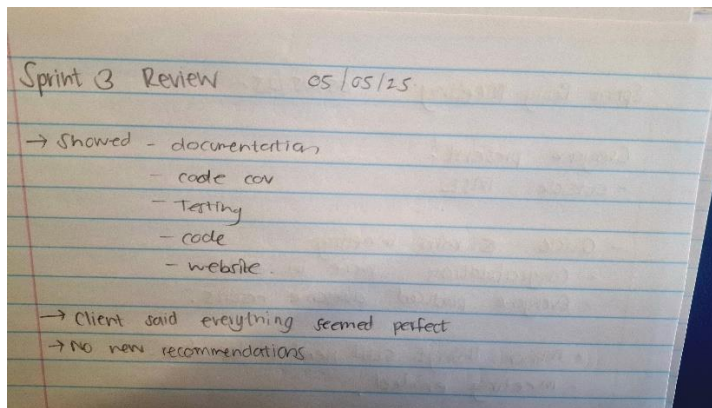 Sprint 3 Review 05/05/25
→ Showed - documentation
- code cov
- Testing
- code
- website.
→ Client said everything seemed perfect
→ No new recommendations